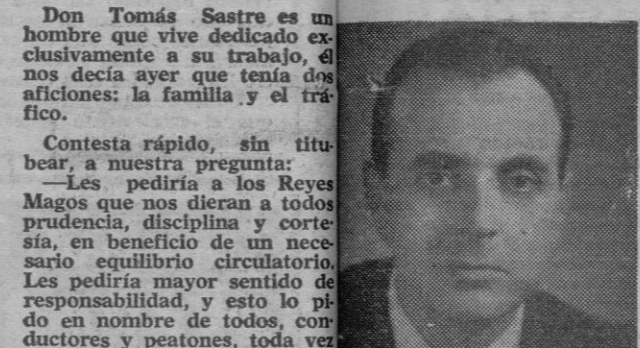 Don Tomás Sastre es un
hombre que vive dedicado ex-
clusivamente a su trabajo, él
nos decía ayer que tenía dos
aficiones: la familia y el trá-
fico.
Contesta rápido, sin titu-
bear, a nuestra pregunta:
—Les pediría a los Reyes
Magos que nos dieran a todos
prudencia, disciplina y corte-
sía, en beneficio de un nece-
sario equilibrio circulatorio.
Les pediría mayor sentido de
responsabilidad, y esto lo pi-
do en nombre de todos, con-
ductores y peatones, toda vez